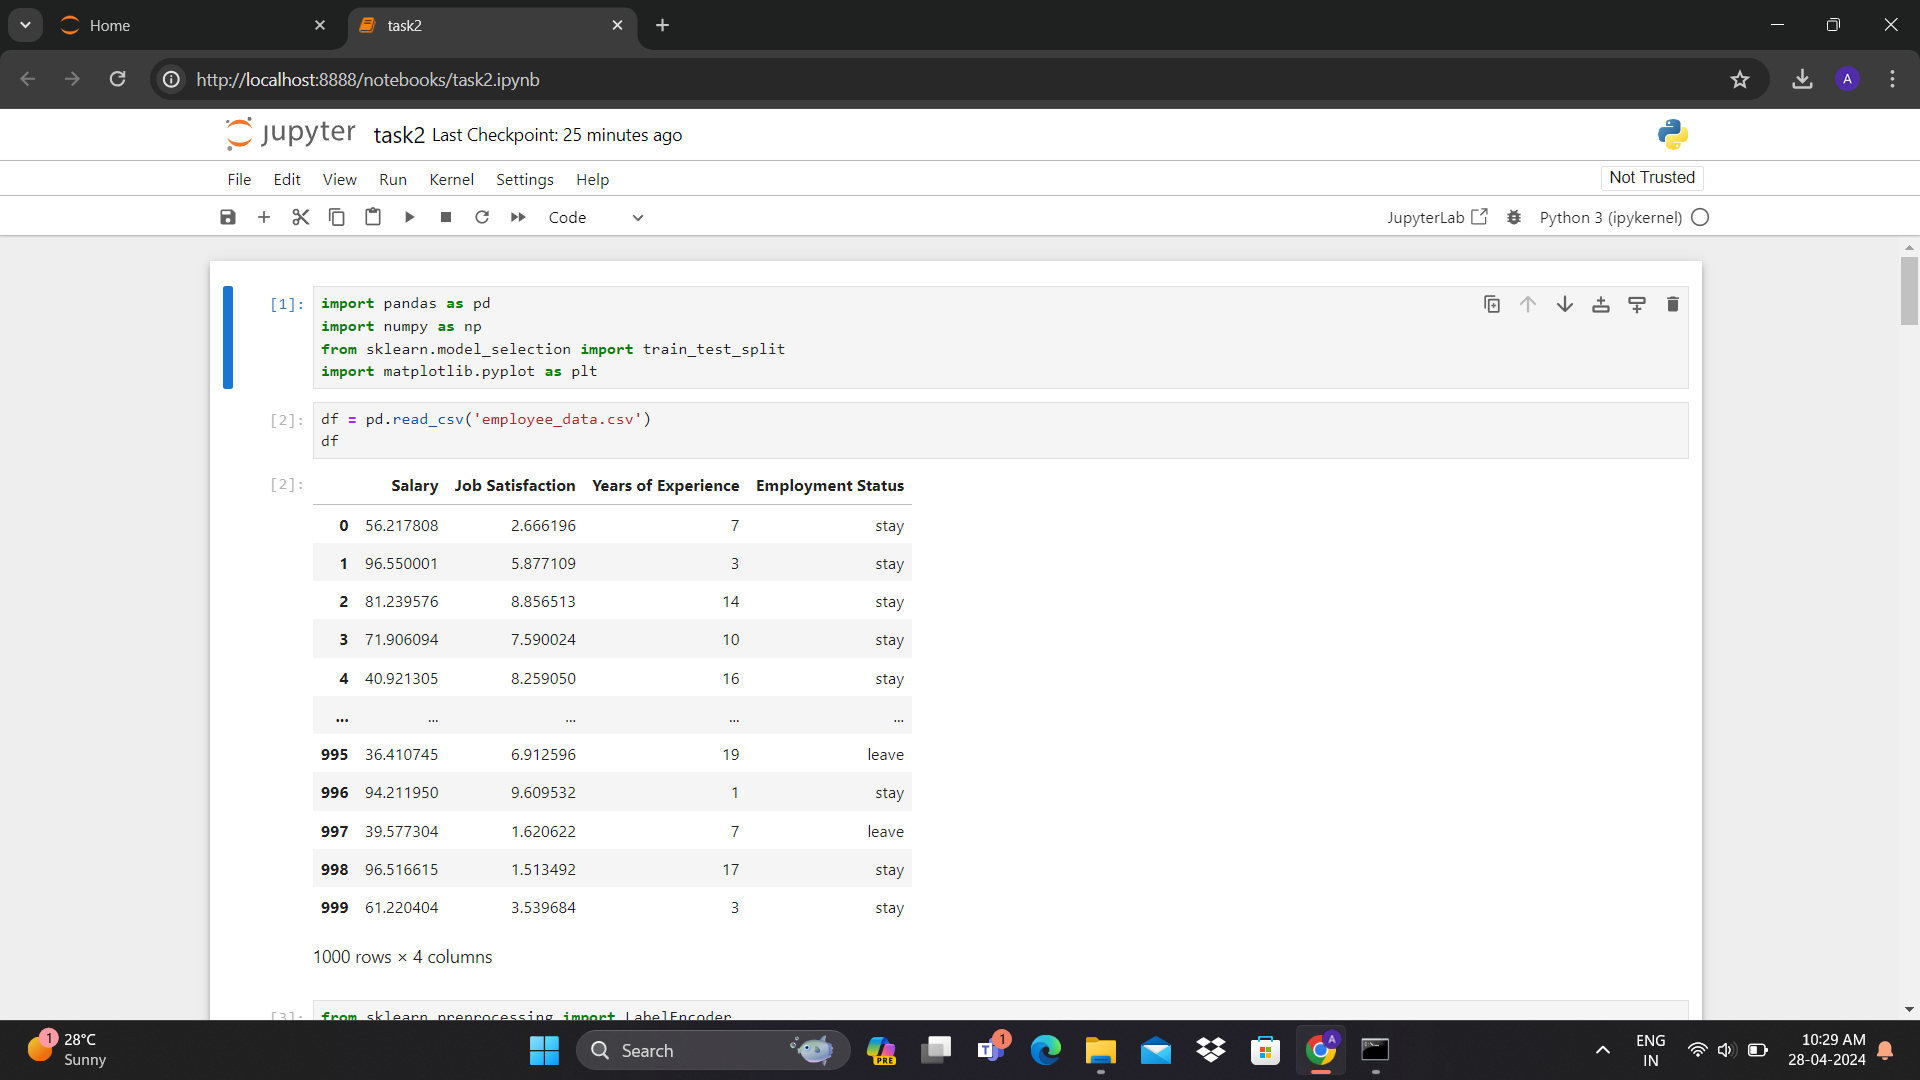 Home
task2
http://localhost:8888/notebooks/task2.ipynb
A
jupyter task2 Last Checkpoint: 25 minutes ago
File Edit View Run Kernel Settings Help
Not Trusted
Code
JupyterLab
Python 3 (ipykernel)
[1]:
import pandas as pd
import numpy as np
from sklearn.model_selection import train_test_split
import matplotlib.pyplot as plt
[2]:
df = pd.read_csv('employee_data.csv')
df
[2]:
Salary Job Satisfaction Years of Experience Employment Status
0 56.217808 2.666196 7 stay
1 96.550001 5.877109 3 stay
2 81.239576 8.856513 14 stay
3 71.906094 7.590024 10 stay
4 40.921305 8.259050 16 stay
... ... ... ... ...
995 36.410745 6.912596 19 leave
996 94.211950 9.609532 1 stay
997 39.577304 1.620622 7 leave
998 96.516615 1.513492 17 stay
999 61.220404 3.539684 3 stay
1000 rows × 4 columns
[3]:
from sklearn.preprocessing import LabelEncoder
1
28°C
Sunny
Search
PRE
T
1
A
ENG
IN
10:29 AM
28-04-2024